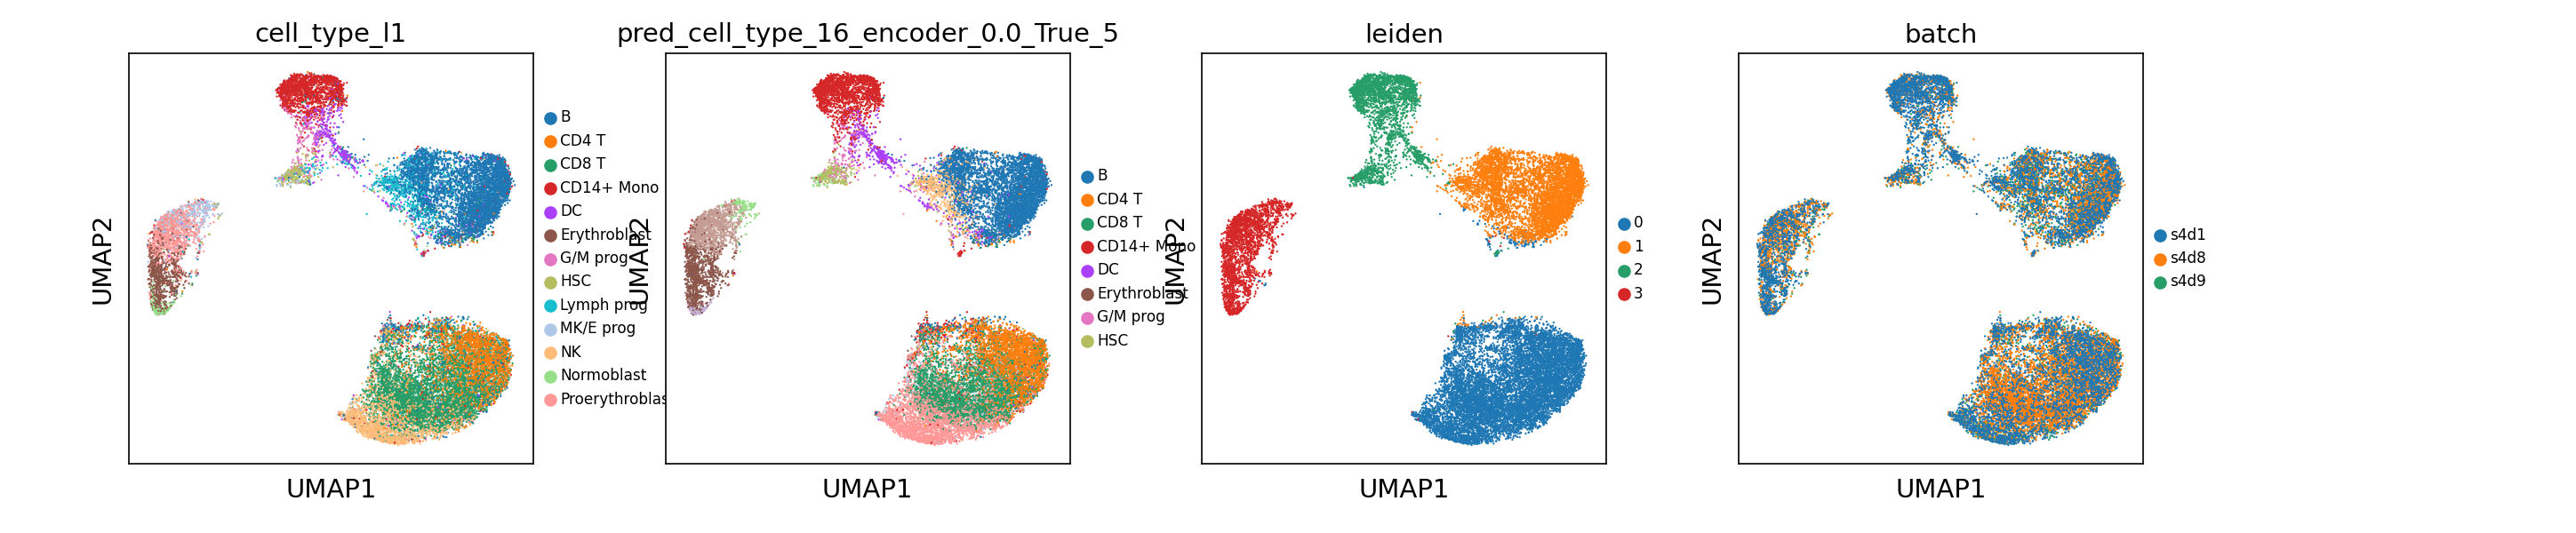 cell_type_l1
UMAP2
UMAP1
B
CD4 T
CD8 T
CD14+ Mono
DC
Erythroblast
G/M prog
HSC
Lymph prog
MK/E prog
NK
Normoblast
Proerythroblas
pred_cell_type_16_encoder_0.0_True_5
UMAP2
UMAP1
B
CD4 T
CD8 T
CD14+ Mono
DC
Erythroblast
G/M prog
HSC
leiden
UMAP2
UMAP1
0
1
2
3
batch
UMAP2
UMAP1
s4d1
s4d8
s4d9